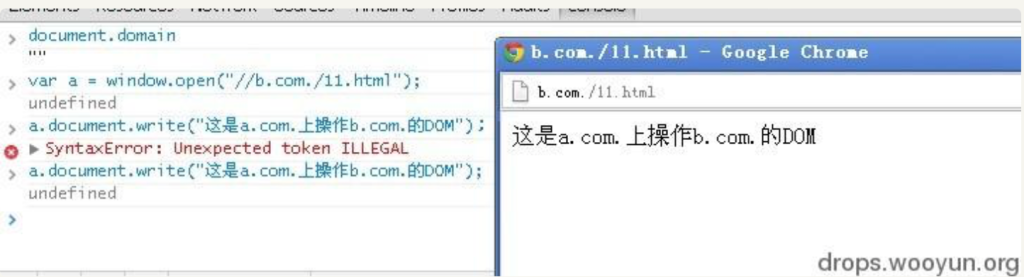 Elements Resources Network Sources Timeline Profiles Audits Console
document.domain
""
var a = window.open("//b.com./11.html");
undefined
a.document.write("这是a.com.上操作b.com.的DOM");
SyntaxError: Unexpected token ILLEGAL
a.document.write("这是a.com.上操作b.com.的DOM");
undefined
b.com./11.html - Google Chrome
b.com./11.html
这是a.com.上操作b.com.的DOM
drops.wooyun.org